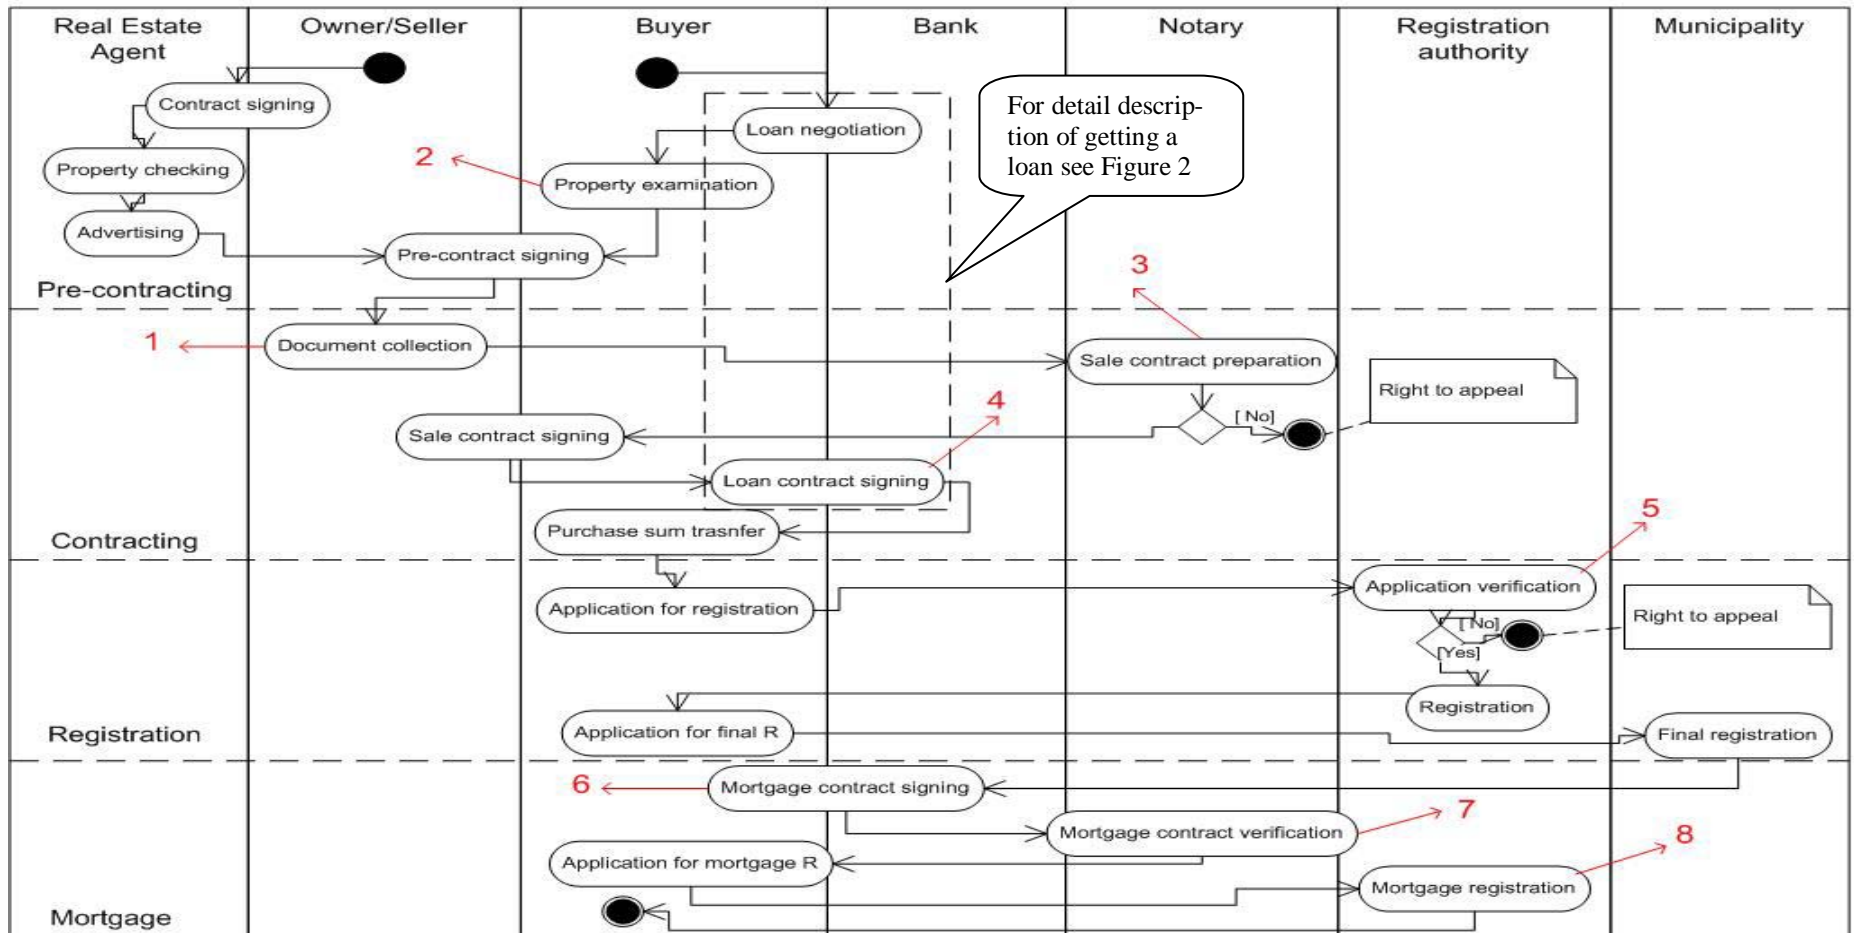 Real Estate
Agent
Owner/Seller
Buyer
Bank
Notary
Registration
authority
Municipality
Contract signing
Loan negotiation
For detail descrip-
tion of getting a
loan see Figure 2
2
Property checking
Property examination
Advertising
Pre-contract signing
3
Pre-contracting
1
Document collection
Sale contract preparation
Right to appeal
4
[ No]
Sale contract signing
Loan contract signing
5
Purchase sum trasnfer
Contracting
Application verification
Application for registration
[ No]
Right to appeal
[Yes]
Registration
Registration
Application for final R
Final registration
6
Mortgage contract signing
7
Mortgage contract verification
8
Application for mortgage R
Mortgage registration
Mortgage